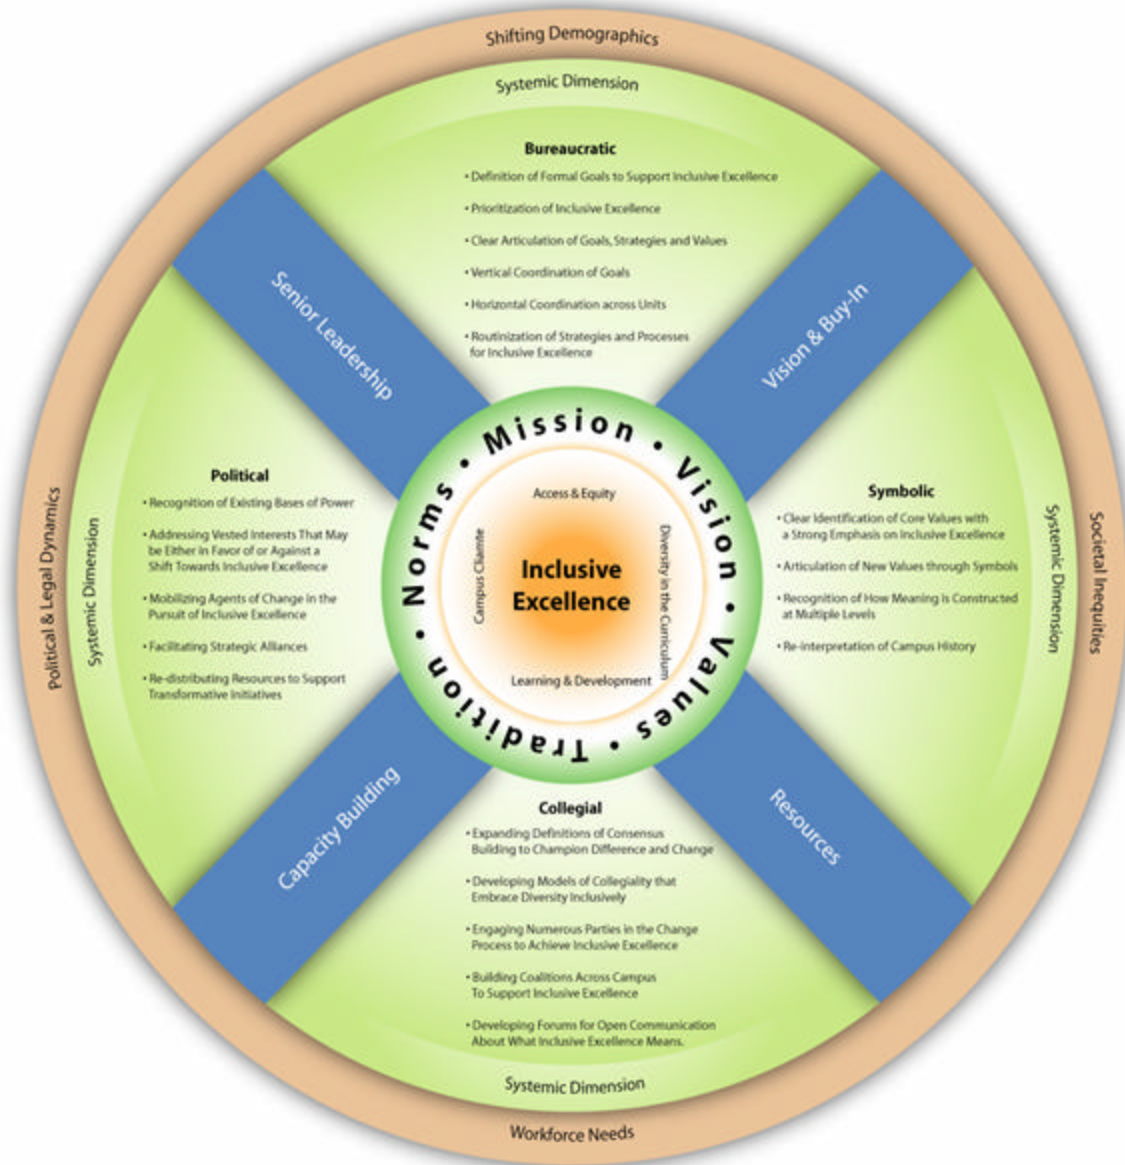 Shifting Demographics
Systemic Dimension
Bureaucratic
• Definition of Formal Goals to Support Inclusive Excellence
• Prioritization of Inclusive Excellence
• Clear Articulation of Goals, Strategies and Values
• Vertical Coordination of Goals
• Horizontal Coordination across Units
• Routinization of Strategies and Processes
for Inclusive Excellence
Senior Leadership
Vision & Buy-In
Political & Legal Dynamics
Systemic Dimension
Political
• Recognition of Existing Bases of Power
• Addressing Vested Interests That May
be Either in Favor of or Against a
Shift Towards Inclusive Excellence
• Mobilizing Agents of Change in the
Pursuit of Inclusive Excellence
• Facilitating Strategic Alliances
• Re-distributing Resources to Support
Transformative Initiatives
Norms • Mission • Vision • Values • Tradition •
Access & Equity
Campus Cliamte
Inclusive
Excellence
Diversity in the Curriculum
Learning & Development
Symbolic
• Clear Identification of Core Values with
a Strong Emphasis on Inclusive Excellence
• Articulation of New Values through Symbols
• Recognition of How Meaning is Constructed
at Multiple Levels
• Re-interpretation of Campus History
Systemic Dimension
Societal Inequities
Capacity Building
Resources
Collegial
• Expanding Definitions of Consensus
Building to Champion Difference and Change
• Developing Models of Collegiality that
Embrace Diversity Inclusively
• Engaging Numerous Parties in the Change
Process to Achieve Inclusive Excellence
• Building Coalitions Across Campus
To Support Inclusive Excellence
• Developing Forums for Open Communication
About What Inclusive Excellence Means.
Systemic Dimension
Workforce Needs